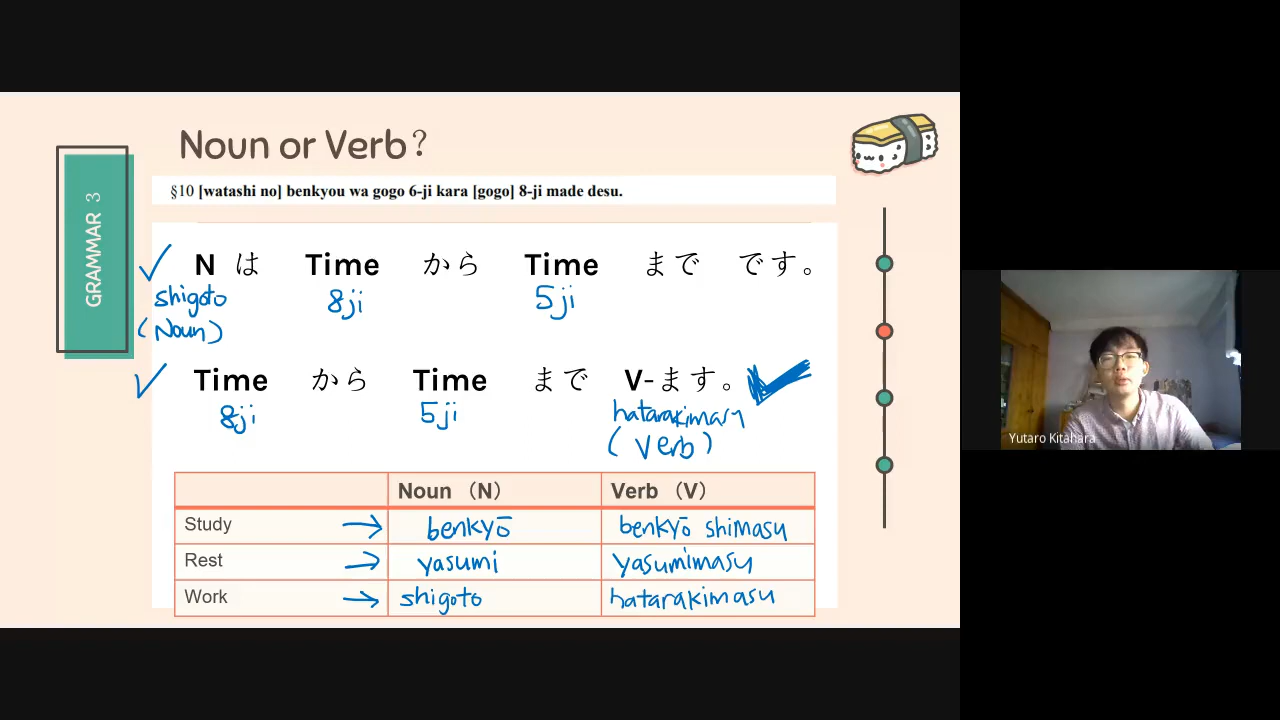 Noun or Verb?
GRAMMAR 3
§10 [watashi no] benkyou wa gogo 6-ji kara [gogo] 8-ji made desu.
N は Time から Time まで です。
shigoto 8ji 5ji
(Noun)
Time から Time まで V-ます。
8ji 5ji hatarakimasu
(Verb)
Noun （N） Verb （V）
Study → benkyō benkyō shimasu
Rest → yasumi yasumimasu
Work → shigoto hatarakimasu
Yutaro Kitahara